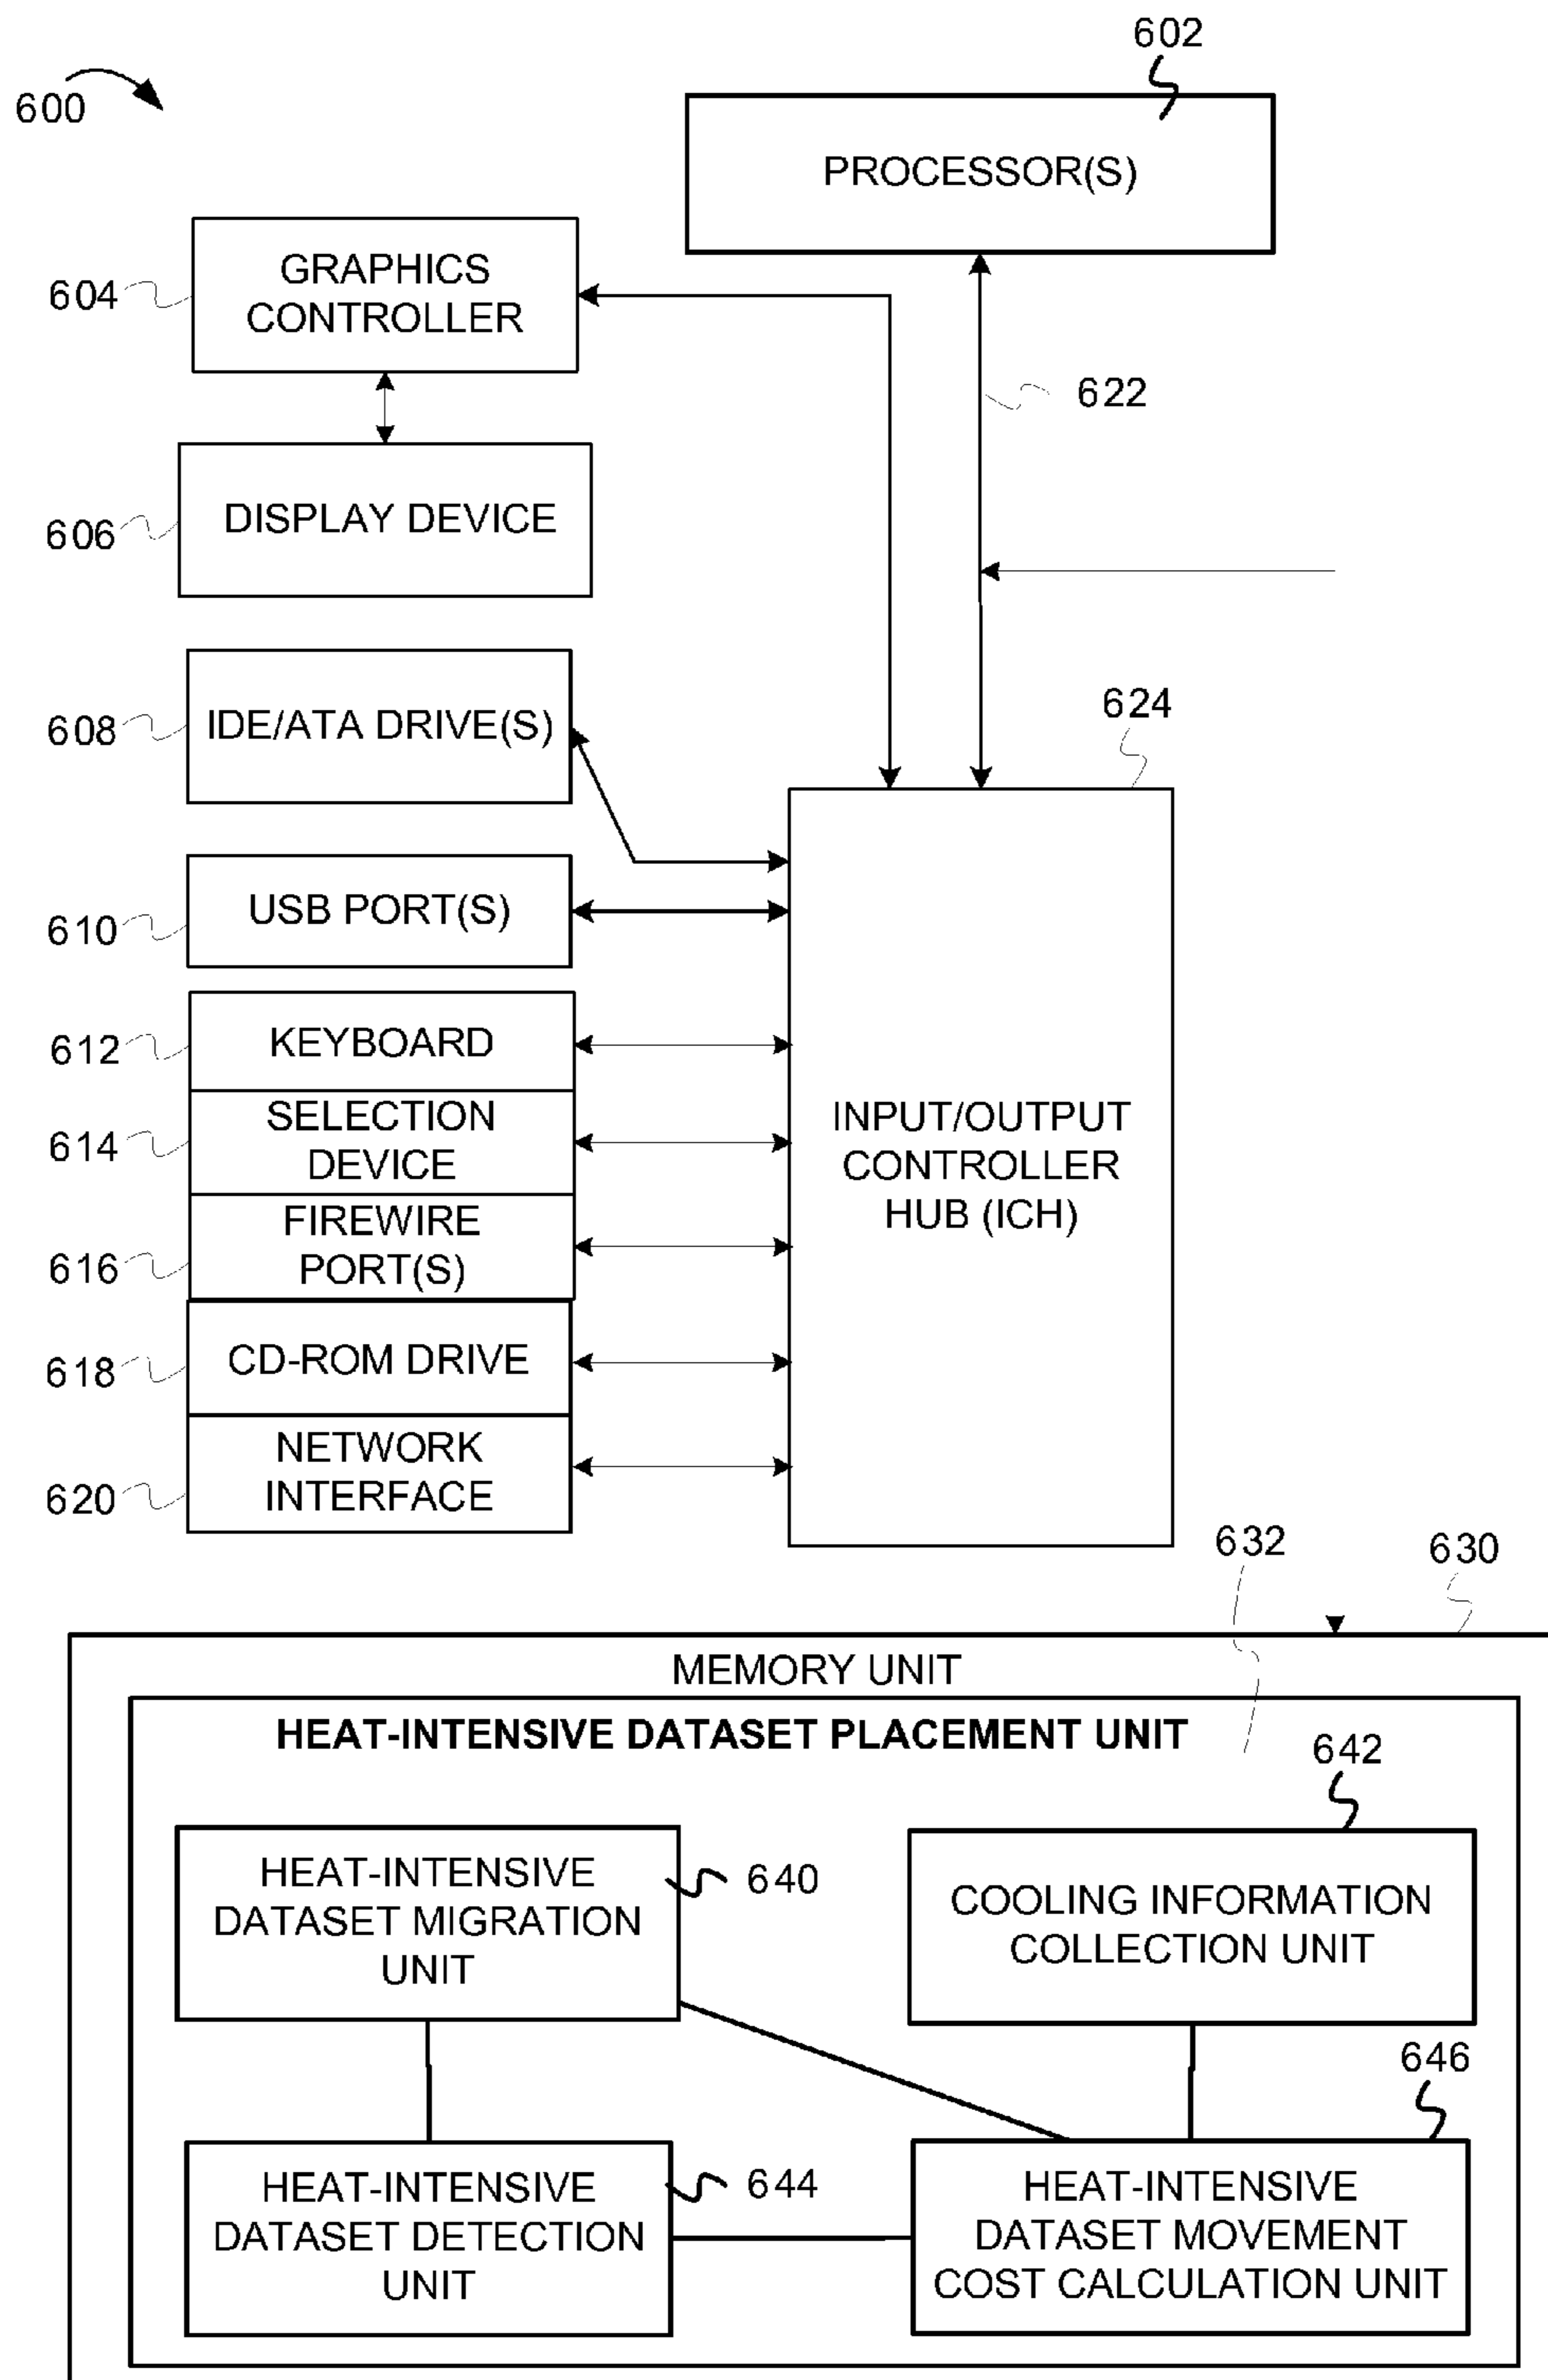 602
600
PROCESSOR(S)
GRAPHICS
CONTROLLER
604
622
DISPLAY DEVICE
606
IDE/ATA DRIVE(S)
608
624
USB PORT(S)
610
KEYBOARD
612
SELECTION
DEVICE
614
FIREWIRE
PORT(S)
616
CD-ROM DRIVE
618
NETWORK
INTERFACE
620
INPUT/OUTPUT
CONTROLLER
HUB (ICH)
632
630
MEMORY UNIT
HEAT-INTENSIVE DATASET PLACEMENT UNIT
642
HEAT-INTENSIVE
DATASET MIGRATION
UNIT
640
COOLING INFORMATION
COLLECTION UNIT
646
HEAT-INTENSIVE
DATASET DETECTION
UNIT
644
HEAT-INTENSIVE
DATASET MOVEMENT
COST CALCULATION UNIT